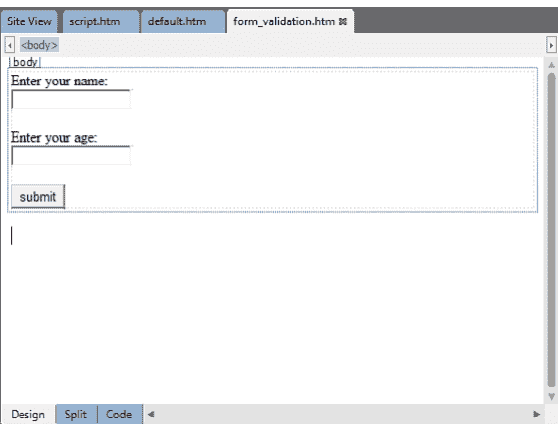 Site View script.htm default.htm form_validation.htm
<body>
body
Enter your name:
Enter your age:
submit
Design Split Code